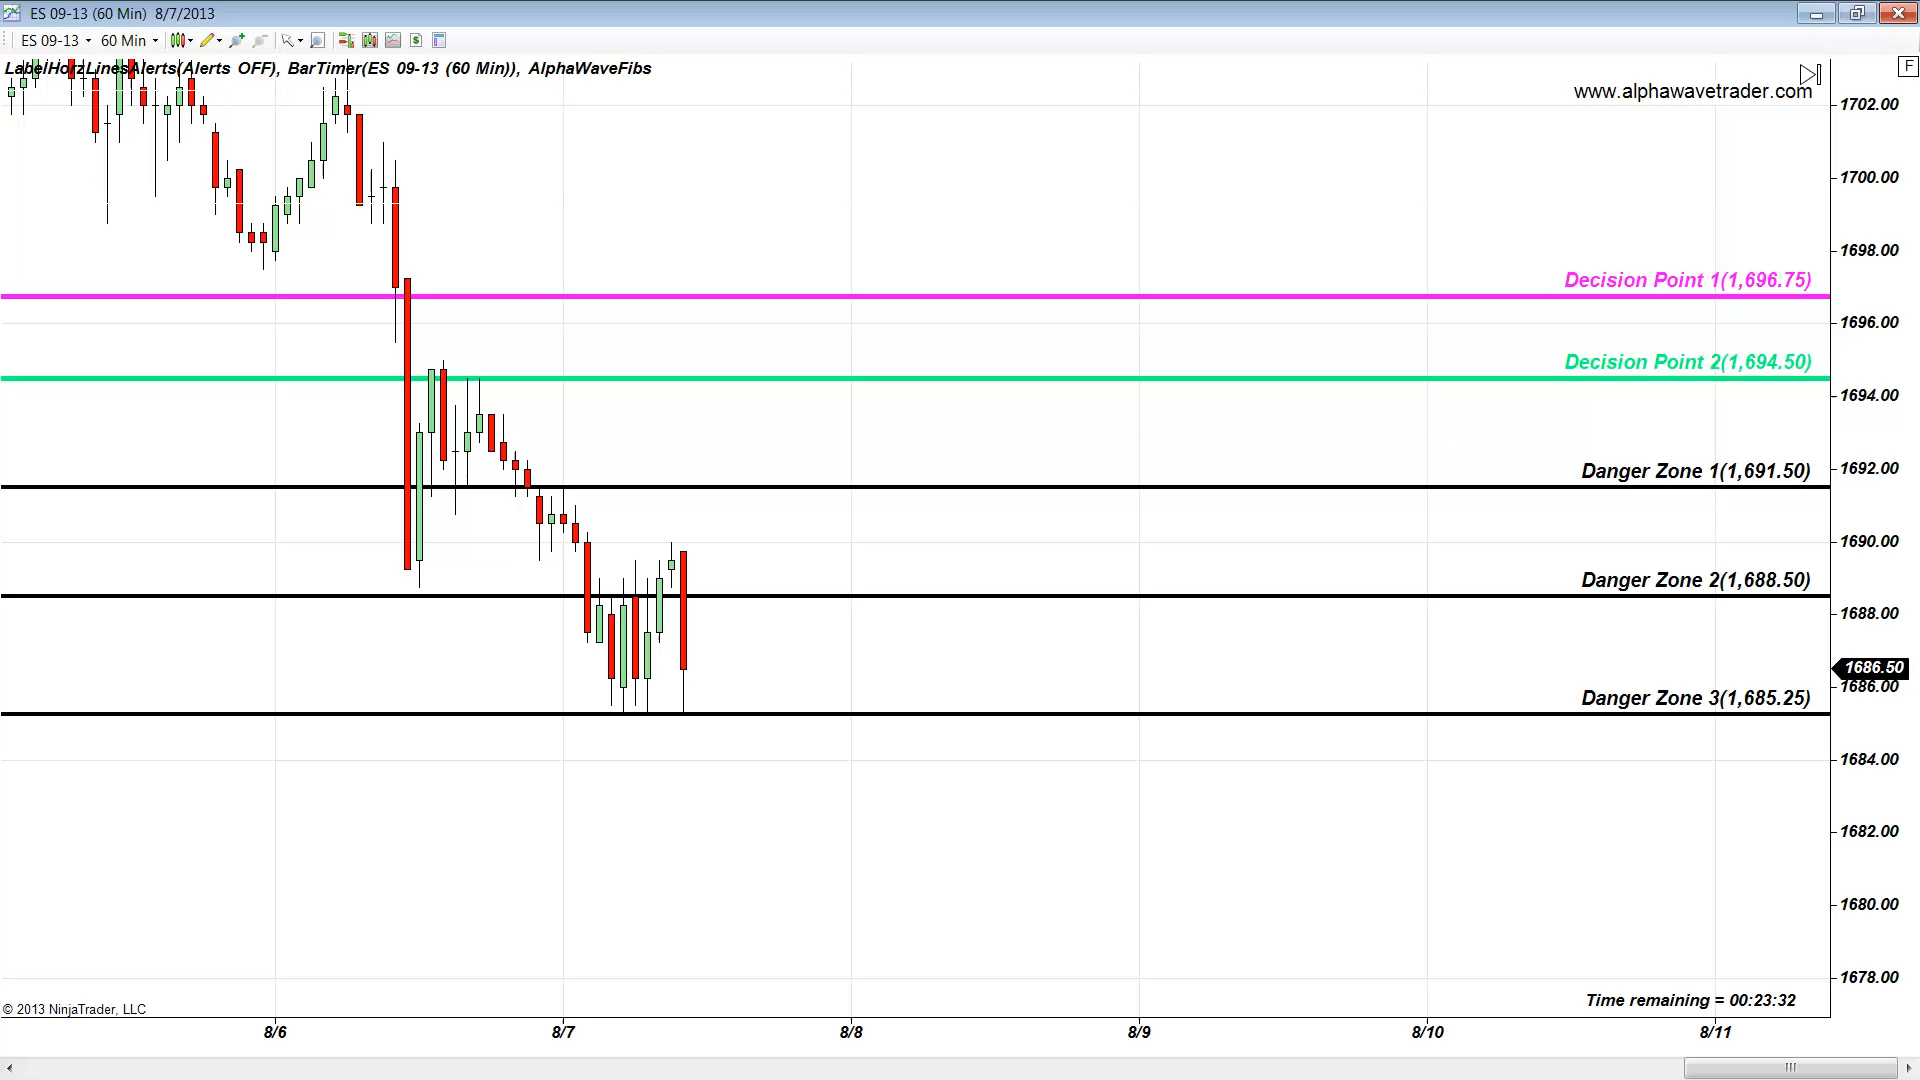 ES 09-13 (60 Min)  8/7/2013
ES 09-13 60 Min
LabelHorzLinesAlerts(Alerts OFF), BarTimer(ES 09-13 (60 Min)), AlphaWaveFibs
F
www.alphawavetrader.com
1702.00
1700.00
1698.00
Decision Point 1(1,696.75)
1696.00
Decision Point 2(1,694.50)
1694.00
Danger Zone 1(1,691.50)
1692.00
1690.00
Danger Zone 2(1,688.50)
1688.00
1686.50
1686.00
Danger Zone 3(1,685.25)
1684.00
1682.00
1680.00
1678.00
Time remaining = 00:23:32
© 2013 NinjaTrader, LLC
8/6 8/7 8/8 8/9 8/10 8/11